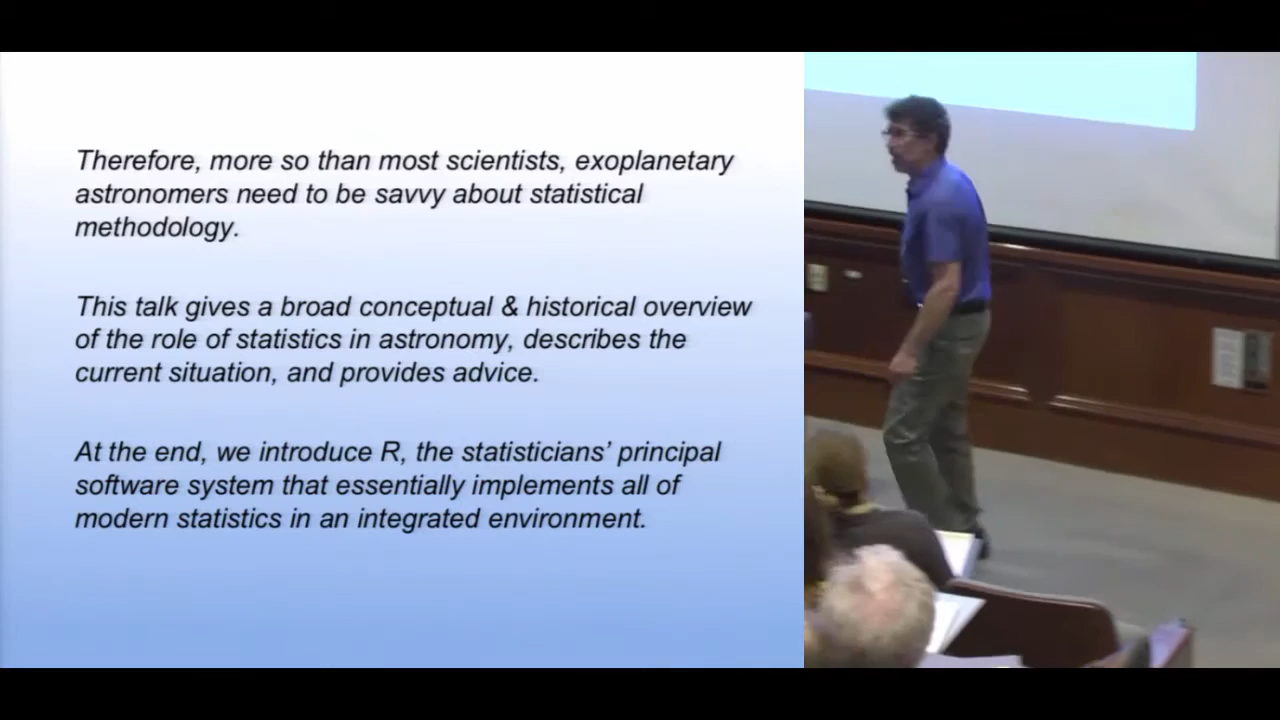 Therefore, more so than most scientists, exoplanetary
astronomers need to be savvy about statistical
methodology.
This talk gives a broad conceptual & historical overview
of the role of statistics in astronomy, describes the
current situation, and provides advice.
At the end, we introduce R, the statisticians’ principal
software system that essentially implements all of
modern statistics in an integrated environment.